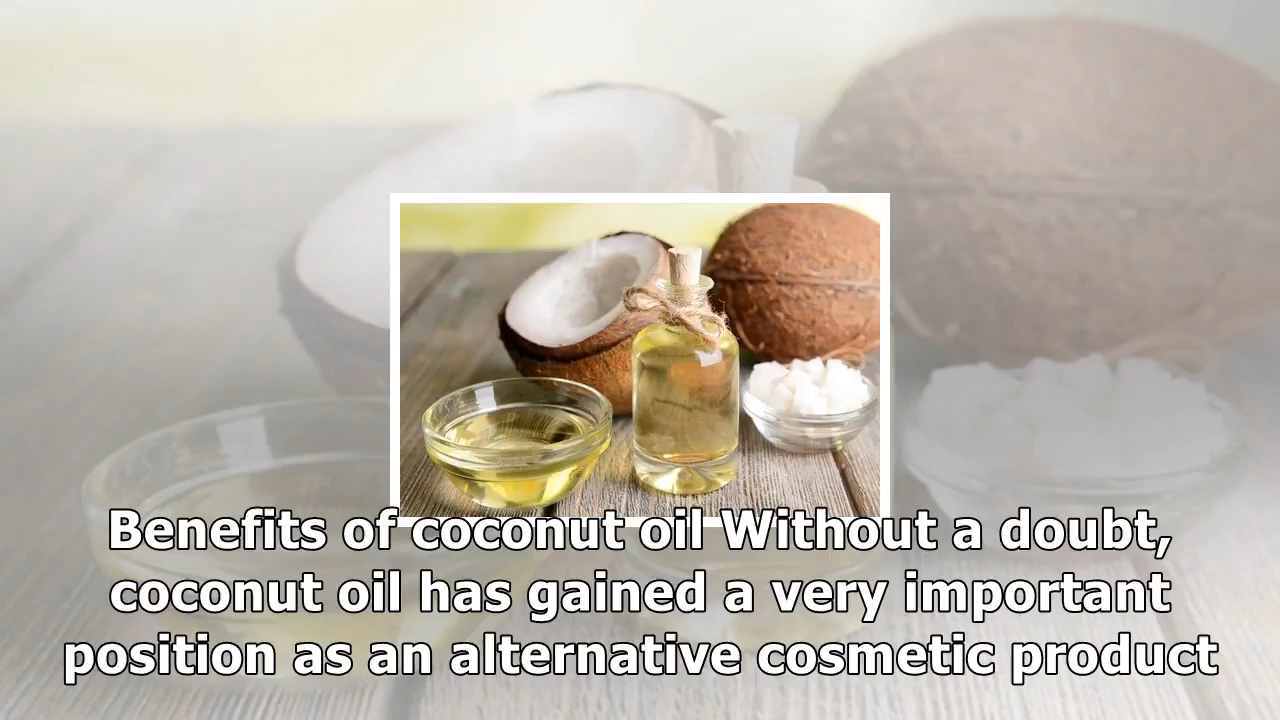 Benefits of coconut oil Without a doubt,
coconut oil has gained a very important
position as an alternative cosmetic product